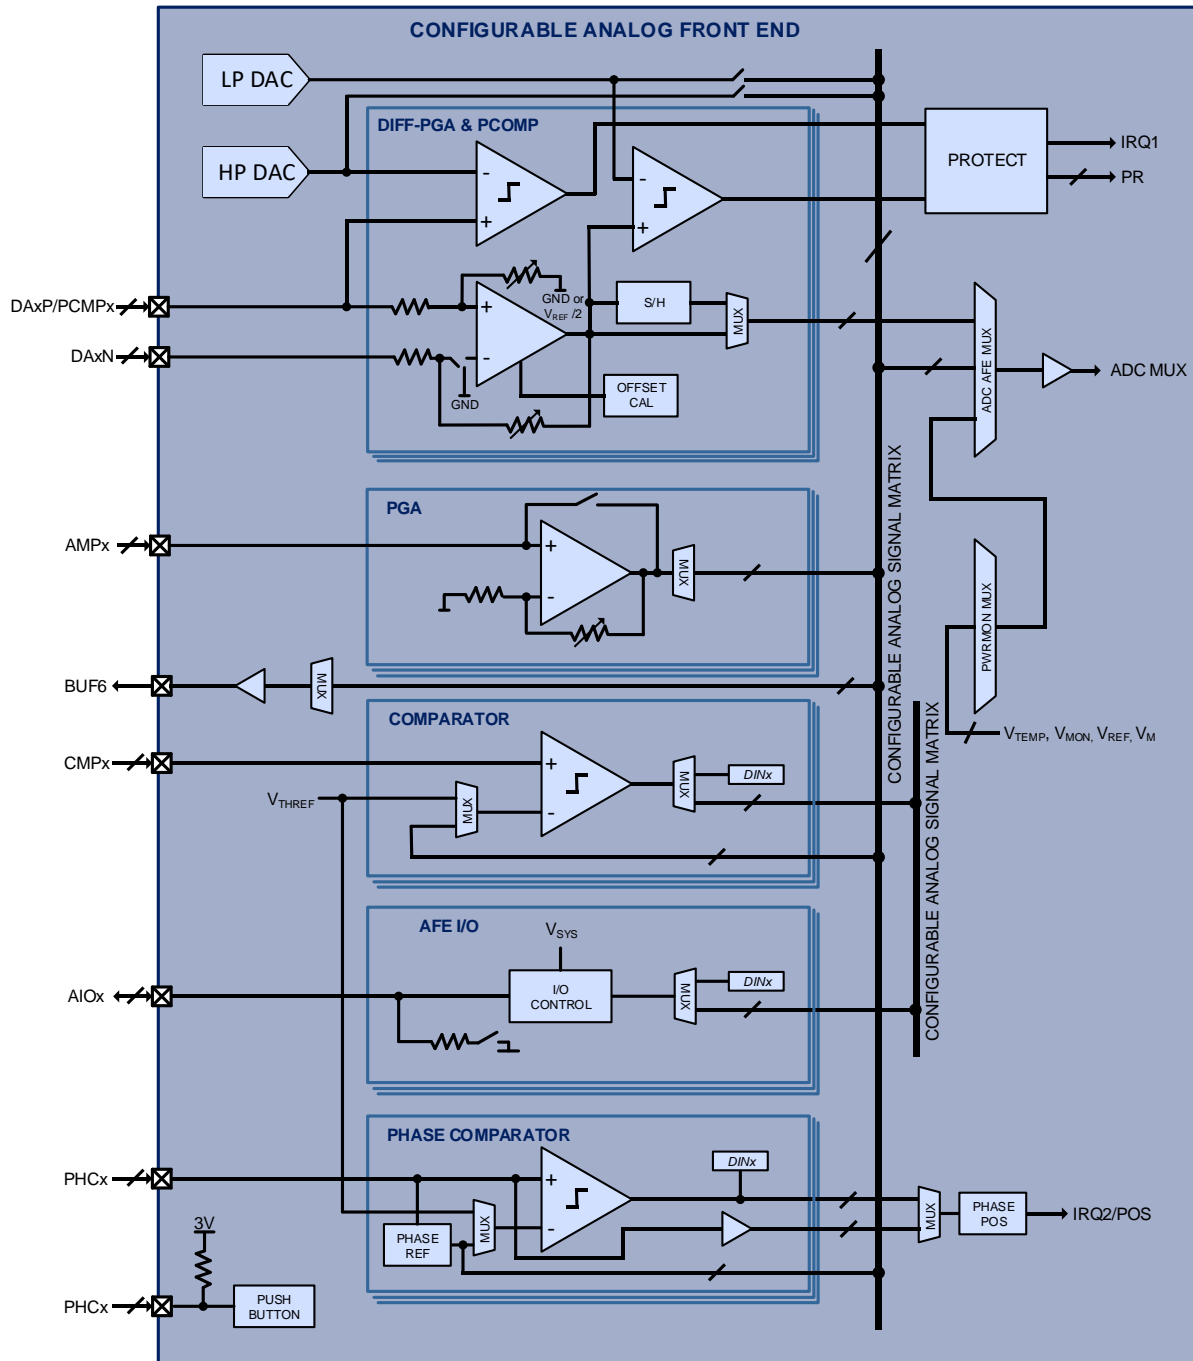 CONFIGURABLE ANALOG FRONT END
LP DAC
HP DAC
DIFF-PGA & PCOMP
-
+
-
+
PROTECT
IRQ1
PR
DAxP/PCMPx
DAxN
+
-
GND or
VREF /2
GND
S/H
MUX
OFFSET
CAL
ADC AFE MUX
ADC MUX
CONFIGURABLE ANALOG SIGNAL MATRIX
PGA
AMPx
+
-
MUX
PWRMON MUX
VTEMP, VMON, VREF, VM
BUF6
MUX
COMPARATOR
CMPx
VTHREF
MUX
+
-
MUX
DINx
CONFIGURABLE ANALOG SIGNAL MATRIX
AFE I/O
VSYS
AIOx
I/O
CONTROL
MUX
DINx
PHASE COMPARATOR
PHCx
+
-
DINx
MUX
PHASE
REF
MUX
PHASE
POS
IRQ2/POS
3V
PHCx
PUSH
BUTTON